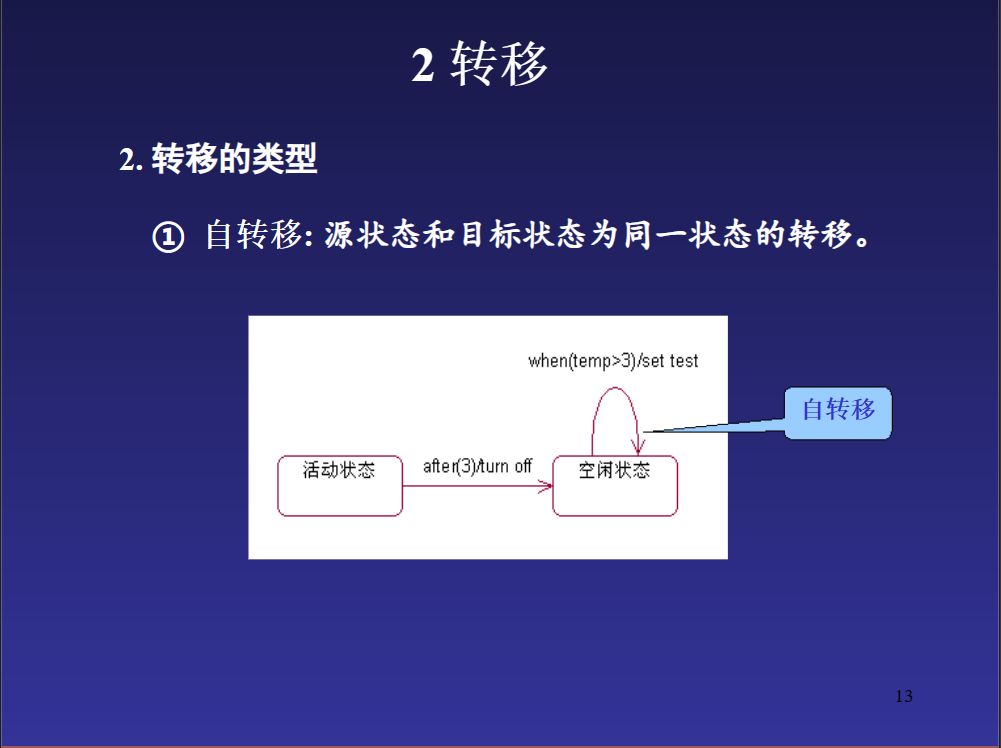 2 转移
2. 转移的类型
① 自转移: 源状态和目标状态为同一状态的转移。
when(temp>3)/set test
自转移
活动状态
after(3)/turn off
空闲状态
13